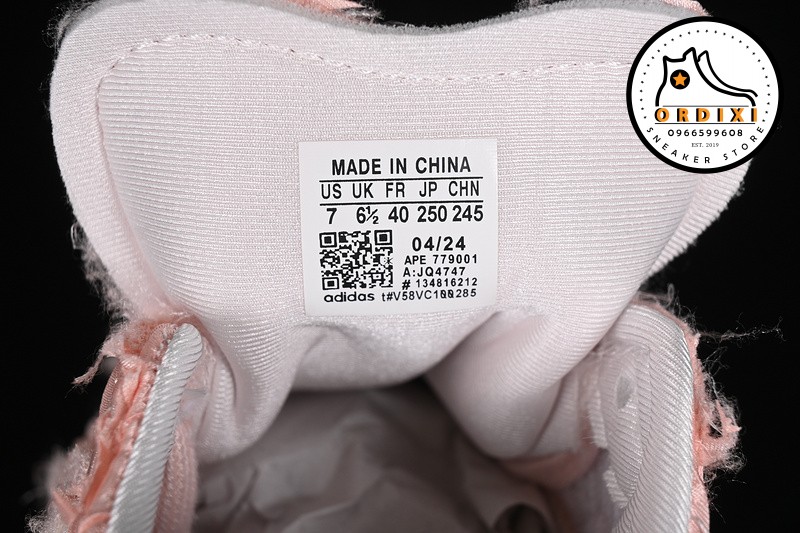 MADE IN CHINA
US UK FR JP CHN
7 6½ 40 250 245
04/24
APE 779001
A:JQ4747
# 134816212
adidas t#V58VC100285
ORDIXI
0966599608
EST. 2019
SNEAKER STORE